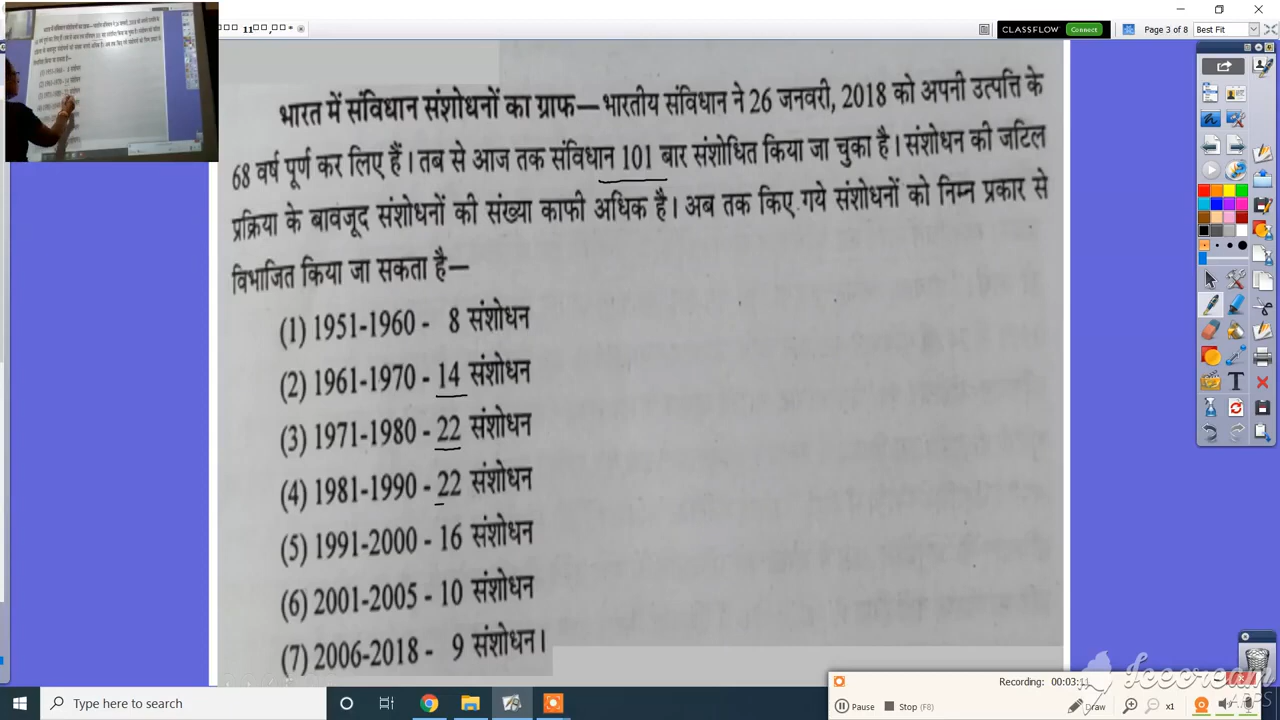 11
CLASSFLOW
Connect
Page 3 of 8
Best Fit
भारत में संविधान संशोधनों का ग्राफ—भारतीय संविधान ने 26 जनवरी, 2018 को अपनी उत्पत्ति के
68 वर्ष पूर्ण कर लिए हैं। तब से आज तक संविधान 101 बार संशोधित किया जा चुका है। संशोधन की जटिल
प्रक्रिया के बावजूद संशोधनों की संख्या काफी अधिक है। अब तक किए गये संशोधनों को निम्न प्रकार से
विभाजित किया जा सकता है—
(1) 1951-1960 - 8 संशोधन
(2) 1961-1970 - 14 संशोधन
(3) 1971-1980 - 22 संशोधन
(4) 1981-1990 - 22 संशोधन
(5) 1991-2000 - 16 संशोधन
(6) 2001-2005 - 10 संशोधन
(7) 2006-2018 - 9 संशोधन।
Recording: 00:03:11
Pause
Stop (F8)
Draw
x1
Icecream
APPS
Type here to search